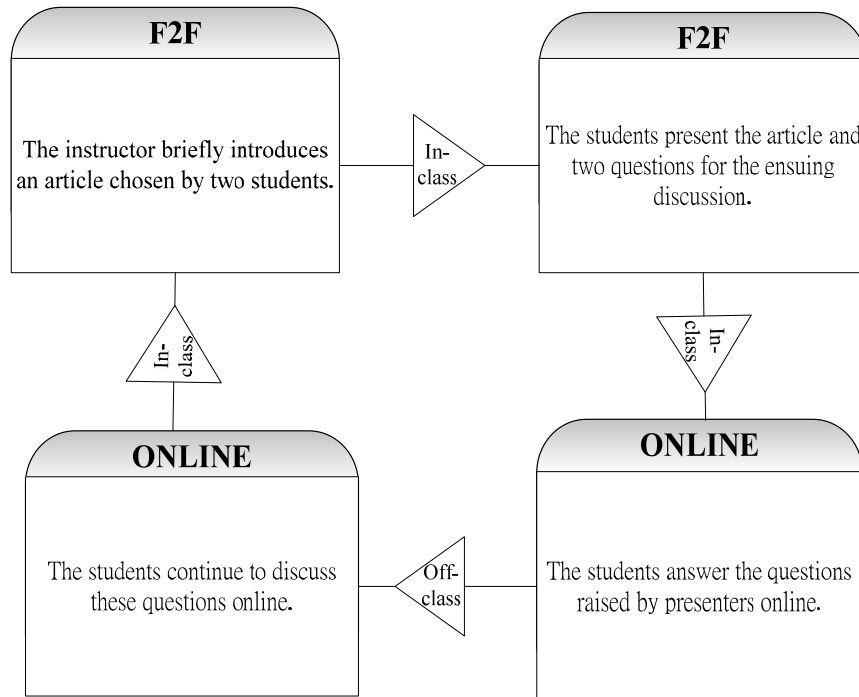 F2F
The instructor briefly introduces
an article chosen by two students.
In-
class
F2F
The students present the article and
two questions for the ensuing
discussion.
In-
class
ONLINE
The students answer the questions
raised by presenters online.
Off-
class
ONLINE
The students continue to discuss
these questions online.
In-
class